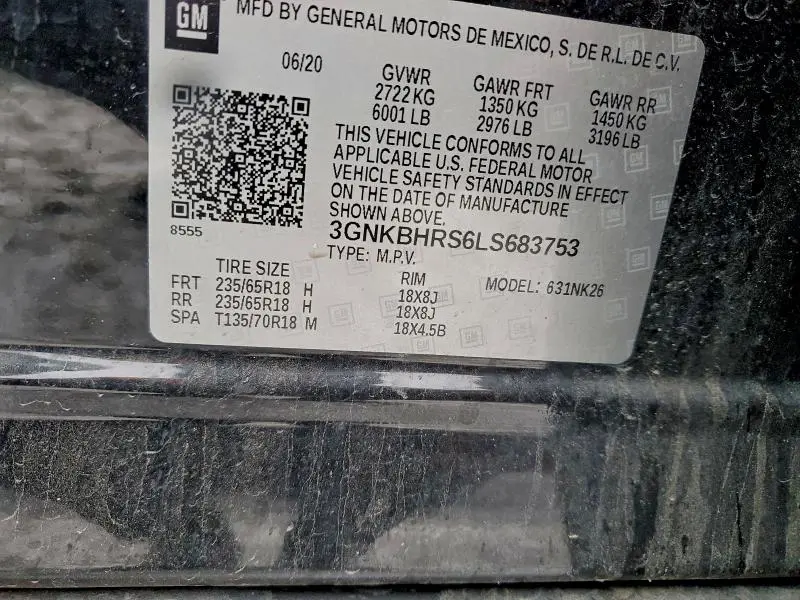 GM
MFD BY GENERAL MOTORS DE MEXICO, S. DE R.L. DE C.V.
06/20
GVWR
2722 KG
6001 LB
GAWR FRT
1350 KG
2976 LB
GAWR RR
1450 KG
3196 LB
THIS VEHICLE CONFORMS TO ALL
APPLICABLE U.S. FEDERAL MOTOR
VEHICLE SAFETY STANDARDS IN EFFECT
ON THE DATE OF MANUFACTURE
SHOWN ABOVE.
3GNKBHRS6LS683753
TYPE: M.P.V.
8555
TIRE SIZE RIM MODEL: 631NK26
FRT 235/65R18 H 18X8J
RR 235/65R18 H 18X8J
SPA T135/70R18 M 18X4.5B